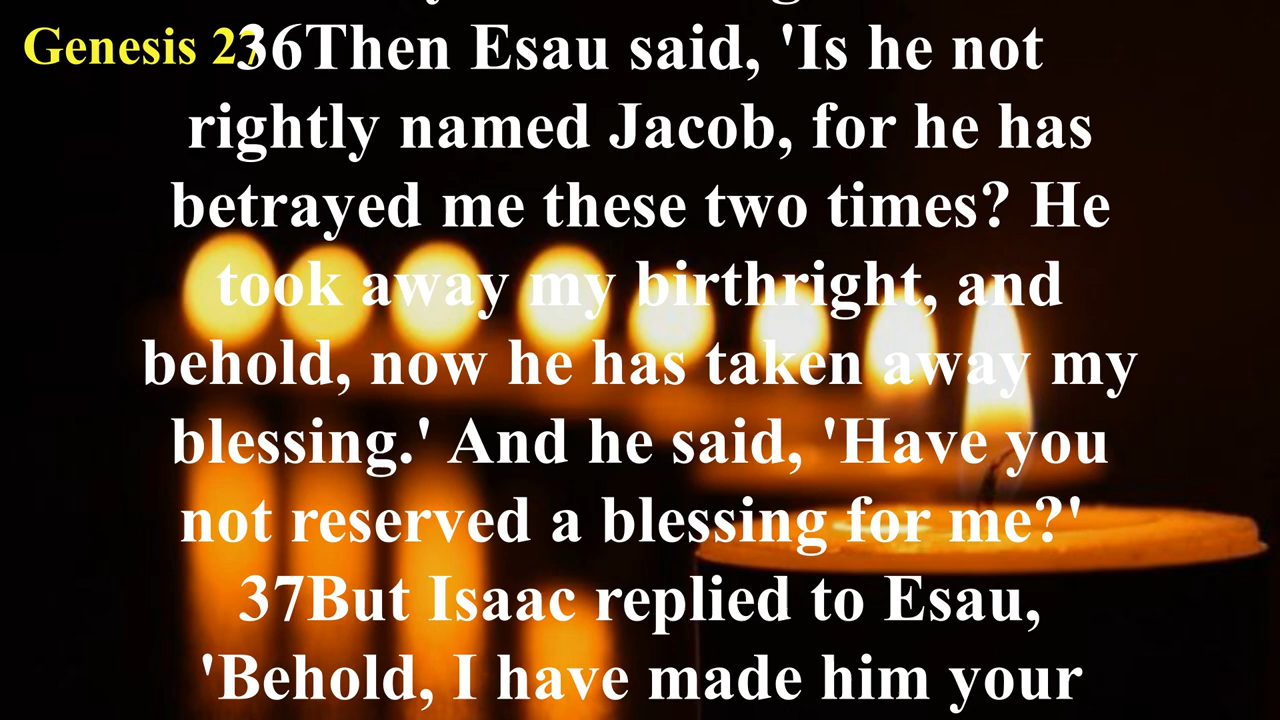 Genesis 27
36Then Esau said, 'Is he not
rightly named Jacob, for he has
betrayed me these two times? He
took away my birthright, and
behold, now he has taken away my
blessing.' And he said, 'Have you
not reserved a blessing for me?'
37But Isaac replied to Esau,
'Behold, I have made him your